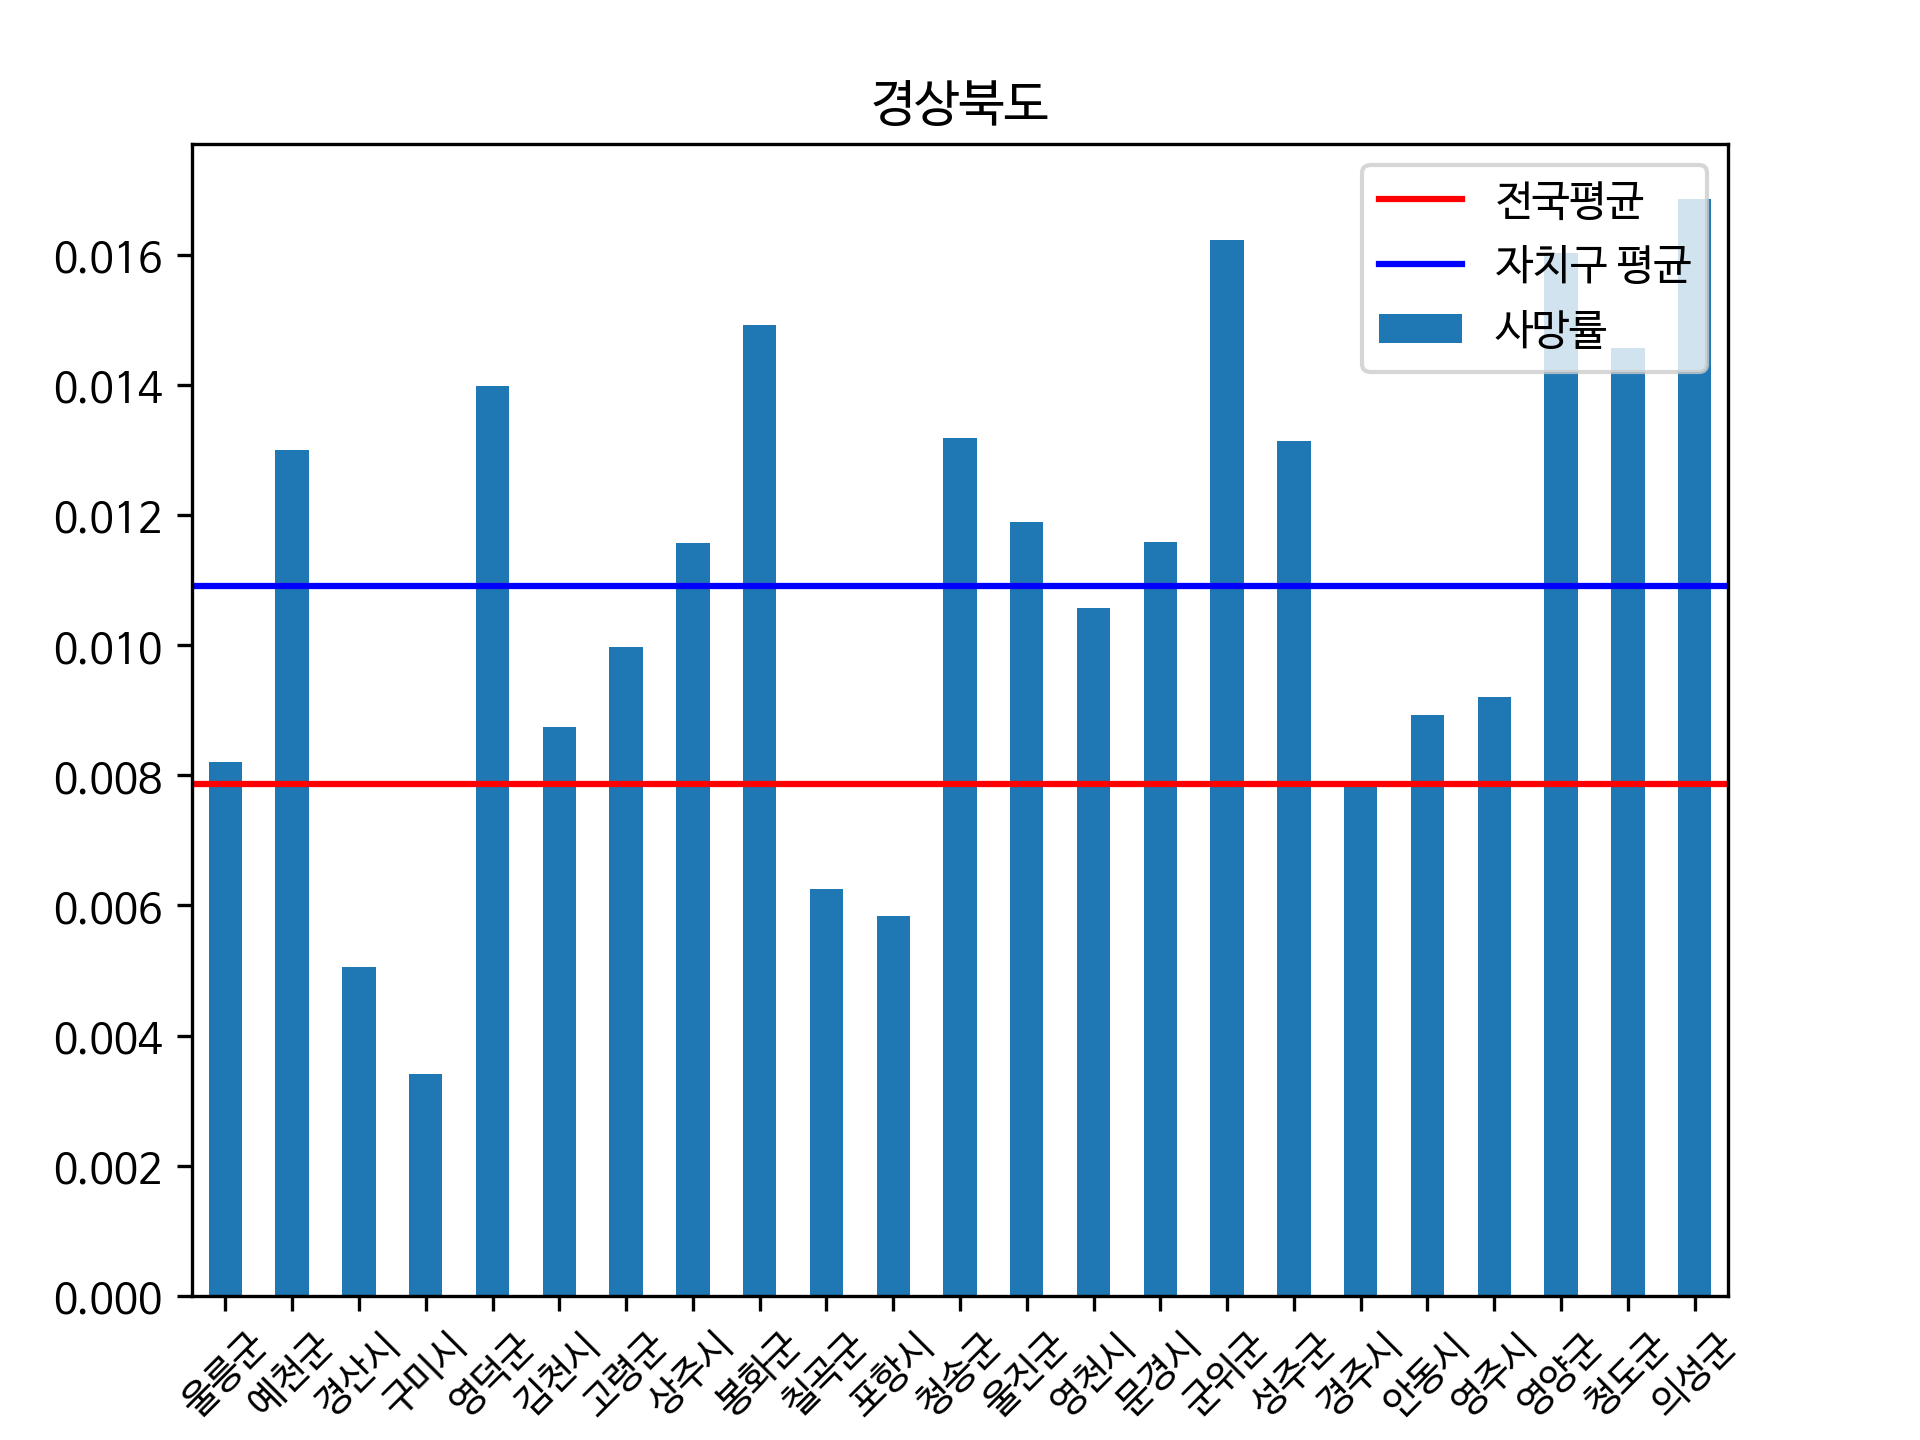 경상북도
전국평균
자치구 평균
사망률
0.016
0.014
0.012
0.010
0.008
0.006
0.004
0.002
0.000
울릉군
예천군
경산시
구미시
영덕군
김천시
고령군
상주시
봉화군
칠곡군
포항시
청송군
울진군
영천시
문경시
군위군
성주군
경주시
안동시
영주시
영양군
청도군
의성군